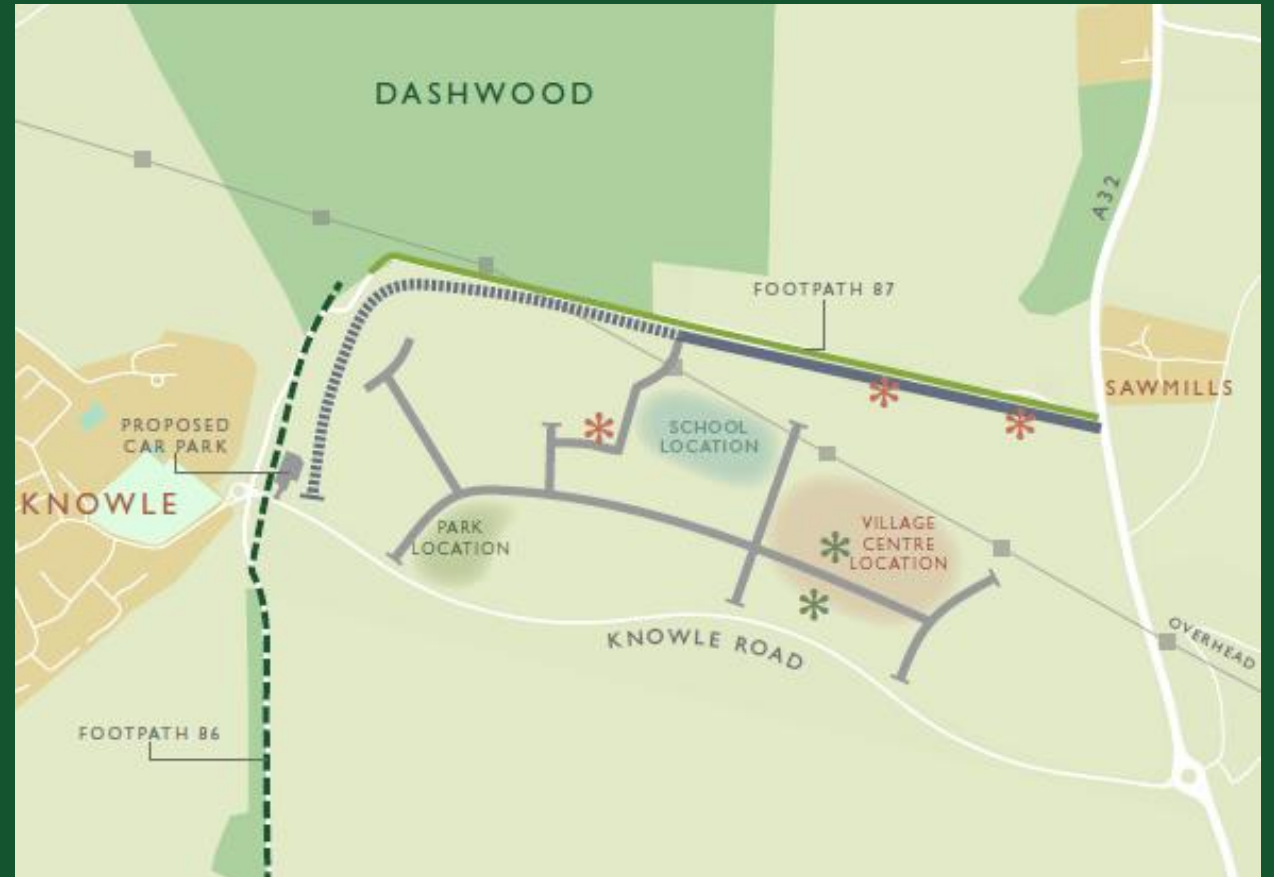 DASHWOOD
A32
FOOTPATH 87
SAWMILLS
PROPOSED
CAR PARK
SCHOOL
LOCATION
KNOWLE
PARK
LOCATION
VILLAGE
CENTRE
LOCATION
KNOWLE ROAD
OVERHEAD
FOOTPATH 86